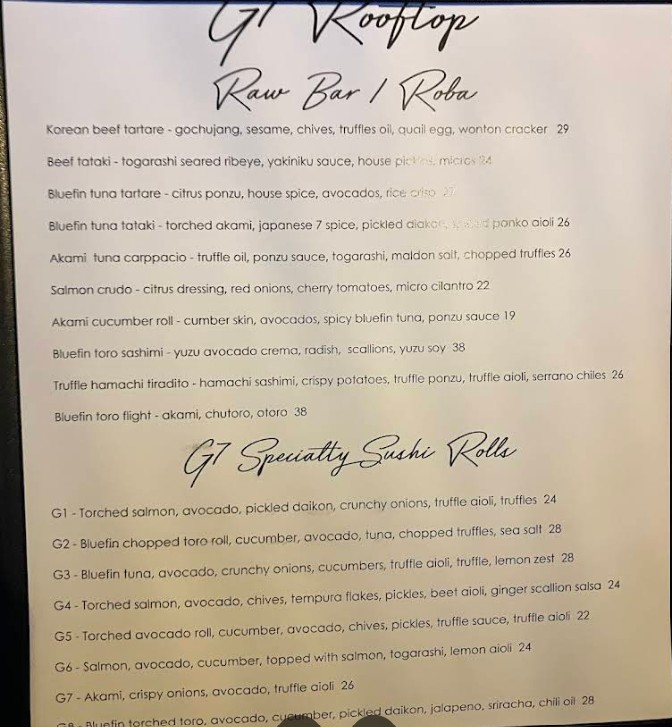 G7 Rooftop
Raw Bar / Roba
Korean beef tartare - gochujang, sesame, chives, truffles oil, quail egg, wonton cracker 29
Beef tataki - togarashi seared ribeye, yakiniku sauce, house micros 24
Bluefin tuna tartare - citrus ponzu, house spice, avocados, rice crisp
Bluefin tuna tataki - torched akami, japanese 7 spice, pickled panko aioli 26
Akami tuna carppacio - truffle oil, ponzu sauce, togarashi, maldon salt, chopped truffles 26
Salmon crudo - citrus dressing, red onions, cherry tomatoes, micro cilantro 22
Akami cucumber roll - cumber skin, avocados, spicy bluefin tuna, ponzu sauce 19
Bluefin toro sashimi - yuzu avocado crema, radish, scallions, yuzu soy 38
Truffle hamachi tiradito - hamachi sashimi, crispy potatoes, truffle ponzu, truffle aioli, serrano chiles 26
Bluefin toro flight - akami, chutoro, otoro 38
G7 Specialty Sushi Rolls
G1 - Torched salmon, avocado, pickled daikon, crunchy onions, truffle aioli, truffles 24
G2 - Bluefin chopped toro roll, cucumber, avocado, tuna, chopped truffles, sea salt 28
G3 - Bluefin tuna, avocado, crunchy onions, cucumbers, truffle aioli, truffle, lemon zest 28
G4 - Torched salmon, avocado, chives, tempura flakes, pickles, beet aioli, ginger scallion salsa 24
G5 - Torched avocado roll, cucumber, avocado, chives, pickles, truffle sauce, truffle aioli 22
G6 - Salmon, avocado, cucumber, topped with salmon, togarashi, lemon aioli 24
G7 - Akami, crispy onions, avocado, truffle aioli 26
G8 - Bluefin torched toro, avocado, cucumber, pickled daikon, jalapeno, sriracha, chili oil 28